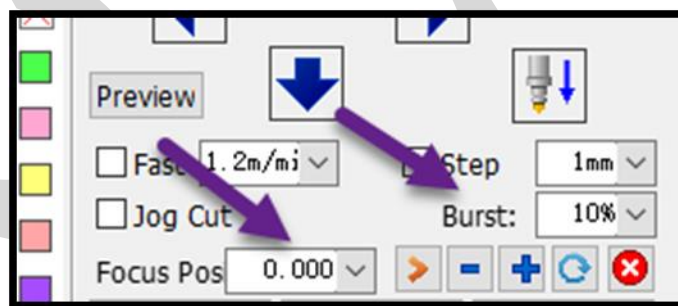 Preview
Fas 1.2m/mi Step 1mm
Jog Cut Burst: 10%
Focus Pos 0.000